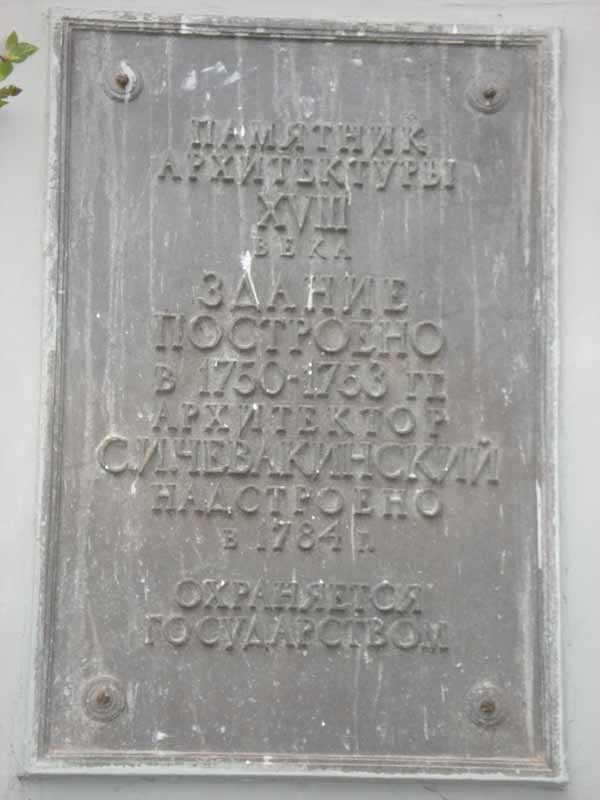 ПАМЯТНИК
АРХИТЕКТУРЫ
XVIII
ВЕКА
ЗДАНИЕ
ПОСТРОЕНО
В 1750-1753 ГГ.
АРХИТЕКТОР
С.И.ЧЕВАКИНСКИЙ
НАДСТРОЕНО
В 1784 Г.
ОХРАНЯЕТСЯ
ГОСУДАРСТВОМ